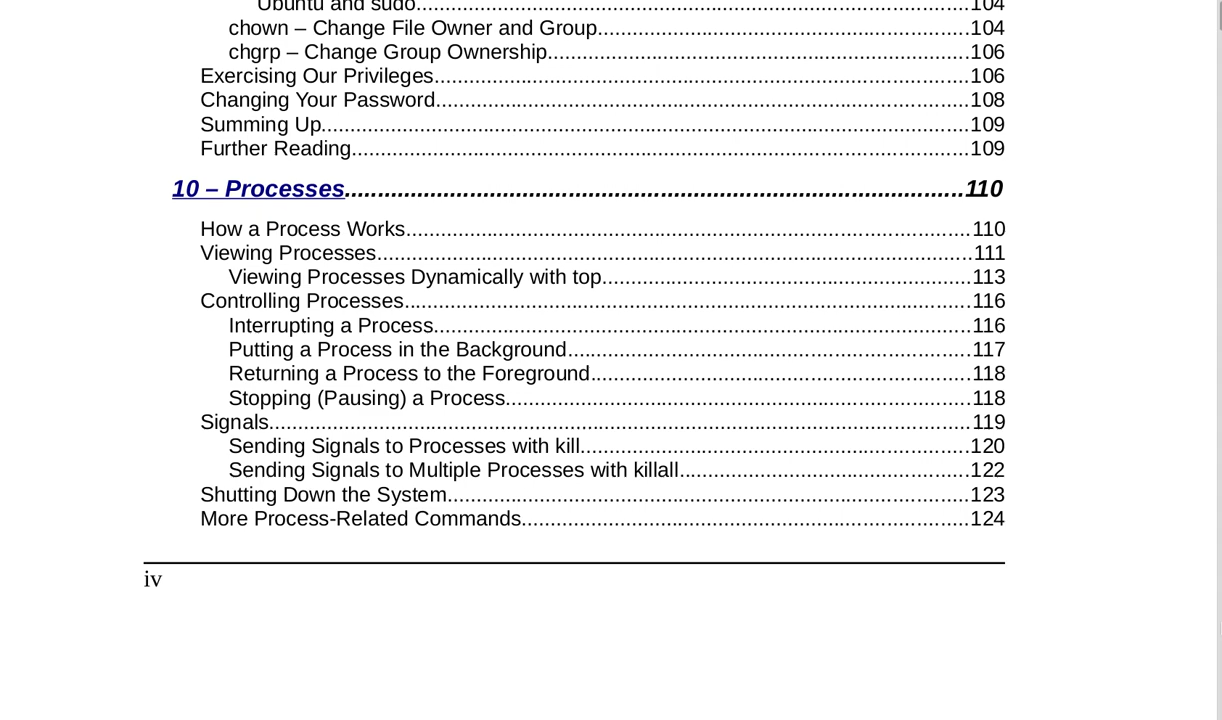 Ubuntu and sudo....................................................................................................104
chown – Change File Owner and Group................................................................104
chgrp – Change Group Ownership.........................................................................106
Exercising Our Privileges............................................................................................106
Changing Your Password............................................................................................108
Summing Up................................................................................................................109
Further Reading...........................................................................................................109
10 – Processes..............................................................................................110
How a Process Works.................................................................................................110
Viewing Processes......................................................................................................111
Viewing Processes Dynamically with top................................................................113
Controlling Processes..................................................................................................116
Interrupting a Process.............................................................................................116
Putting a Process in the Background.....................................................................117
Returning a Process to the Foreground..................................................................118
Stopping (Pausing) a Process................................................................................118
Signals.........................................................................................................................119
Sending Signals to Processes with kill...................................................................120
Sending Signals to Multiple Processes with killall..................................................122
Shutting Down the System..........................................................................................123
More Process-Related Commands.............................................................................124
iv